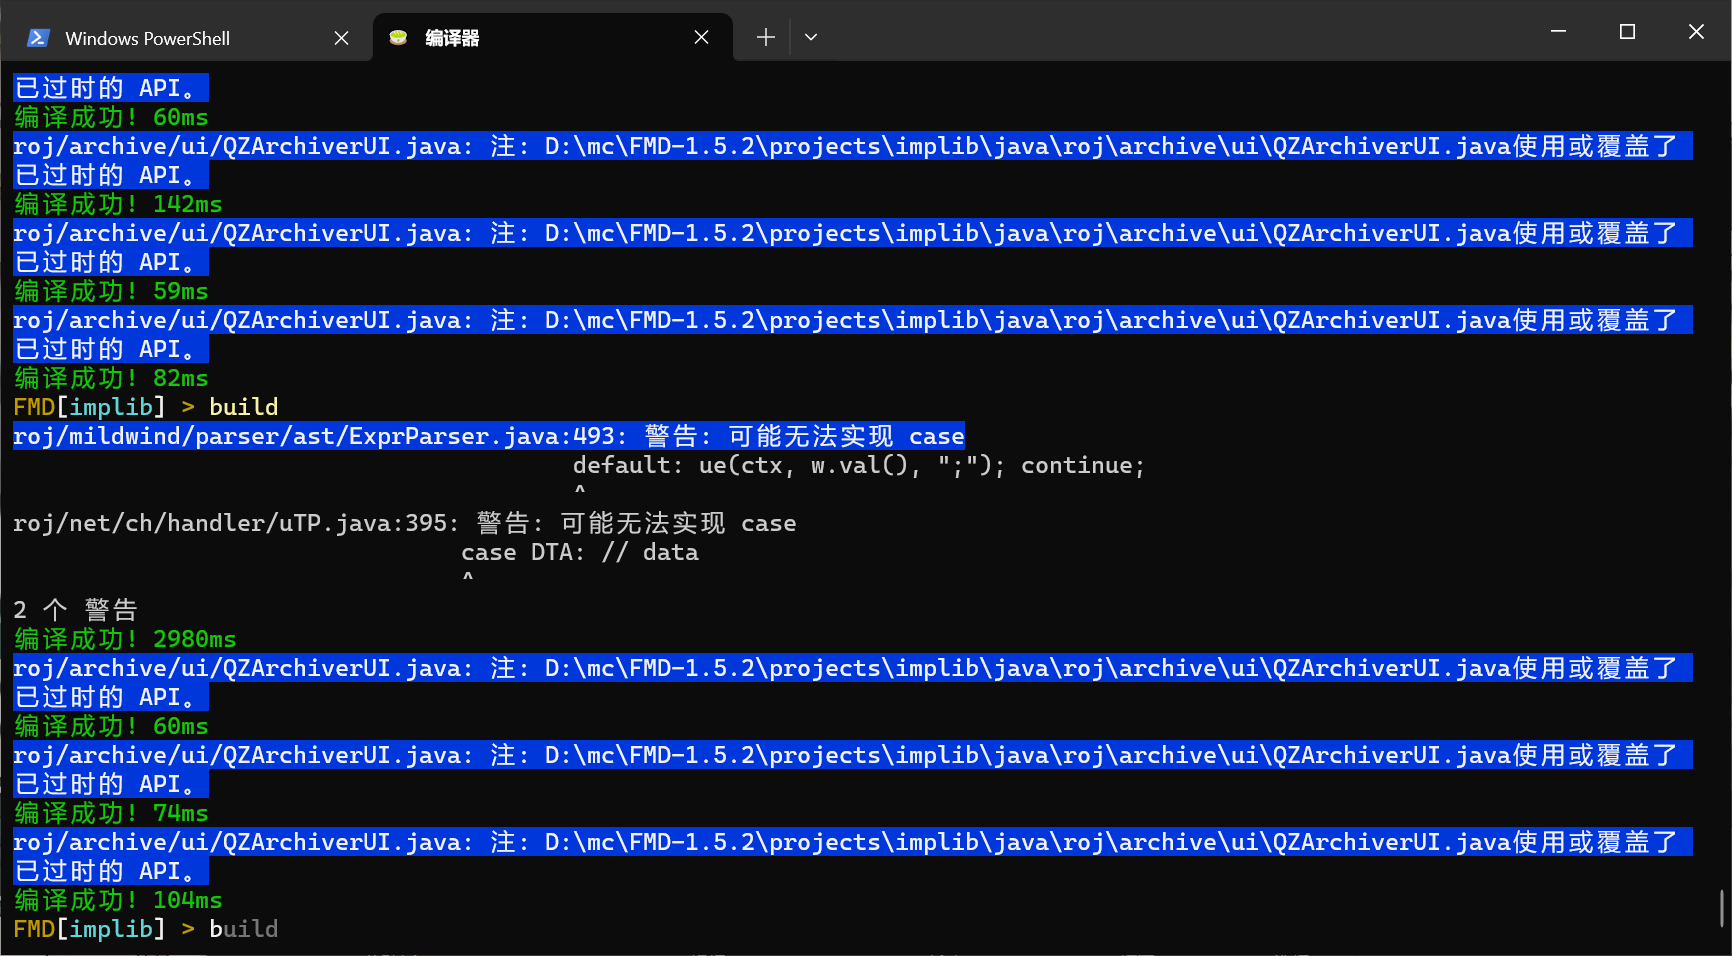 Windows PowerShell
编译器
已过时的 API。
编译成功! 60ms
roj/archive/ui/QZArchiverUI.java: 注: D:\mc\FMD-1.5.2\projects\implib\java\roj\archive\ui\QZArchiverUI.java使用或覆盖了
已过时的 API。
编译成功! 142ms
roj/archive/ui/QZArchiverUI.java: 注: D:\mc\FMD-1.5.2\projects\implib\java\roj\archive\ui\QZArchiverUI.java使用或覆盖了
已过时的 API。
编译成功! 59ms
roj/archive/ui/QZArchiverUI.java: 注: D:\mc\FMD-1.5.2\projects\implib\java\roj\archive\ui\QZArchiverUI.java使用或覆盖了
已过时的 API。
编译成功! 82ms
FMD[implib] > build
roj/mildwind/parser/ast/ExprParser.java:493: 警告: 可能无法实现 case
default: ue(ctx, w.val(), ";"); continue;
^
roj/net/ch/handler/uTP.java:395: 警告: 可能无法实现 case
case DTA: // data
^
2 个 警告
编译成功! 2980ms
roj/archive/ui/QZArchiverUI.java: 注: D:\mc\FMD-1.5.2\projects\implib\java\roj\archive\ui\QZArchiverUI.java使用或覆盖了
已过时的 API。
编译成功! 60ms
roj/archive/ui/QZArchiverUI.java: 注: D:\mc\FMD-1.5.2\projects\implib\java\roj\archive\ui\QZArchiverUI.java使用或覆盖了
已过时的 API。
编译成功! 74ms
roj/archive/ui/QZArchiverUI.java: 注: D:\mc\FMD-1.5.2\projects\implib\java\roj\archive\ui\QZArchiverUI.java使用或覆盖了
已过时的 API。
编译成功! 104ms
FMD[implib] > build